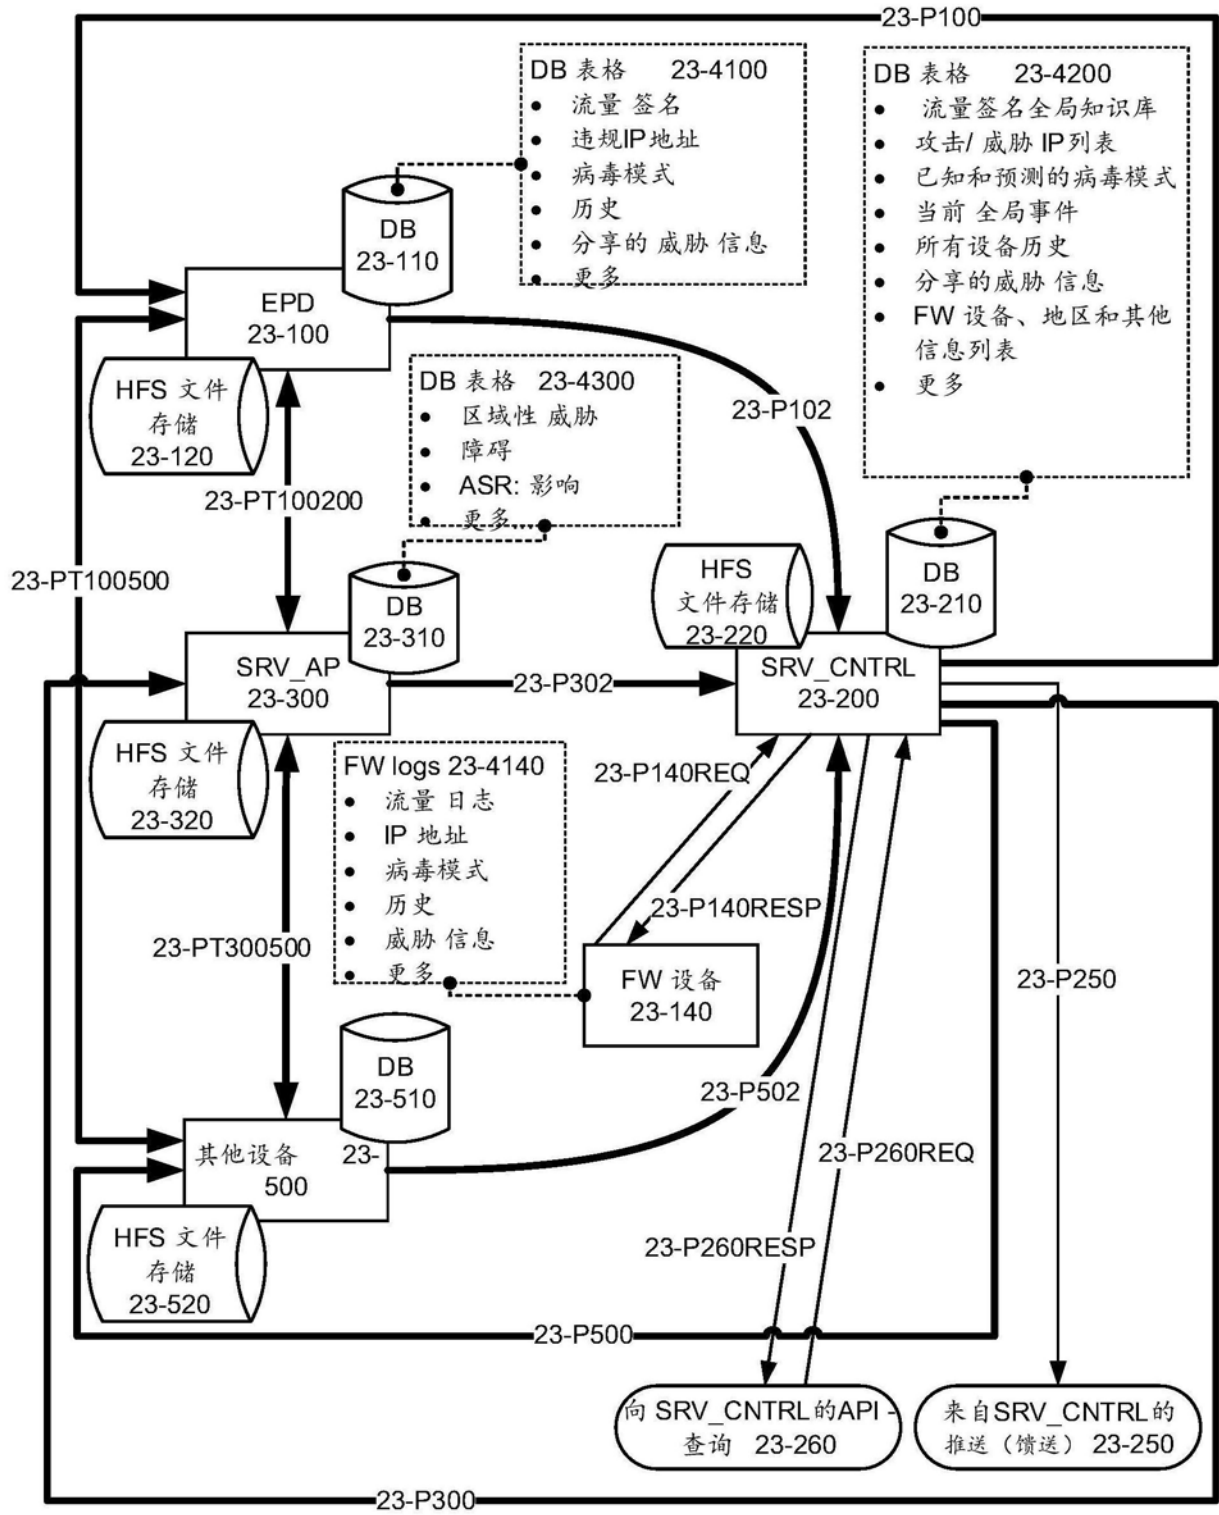 23-P100
DB 表格 23-4100
• 流量 签名
• 违规IP地址
• 病毒模式
• 历史
• 分享的 威胁 信息
• 更多
DB 表格 23-4200
• 流量签名全局知识库
• 攻击/ 威胁 IP列表
• 已知和预测的病毒模式
• 当前 全局事件
• 所有设备历史
• 分享的威胁 信息
• FW 设备、地区和其他
信息列表
• 更多
DB
23-110
EPD
23-100
HFS 文件
存储
23-120
DB 表格 23-4300
• 区域性 威胁
• 障碍
• ASR: 影响
• 更多...
23-P102
23-PT100200
23-PT100500
DB
23-310
HFS
文件存储
23-220
DB
23-210
SRV_AP
23-300
23-P302
SRV_CNTRL
23-200
HFS 文件
存储
23-320
FW logs 23-4140
• 流量 日志
• IP 地址
• 病毒模式
• 历史
• 威胁 信息
• 更多
23-P140REQ
23-P140RESP
23-PT300500
FW 设备
23-140
23-P250
DB
23-510
23-P502
其他设备 23-
500
23-P260REQ
HFS 文件
存储
23-520
23-P260RESP
23-P500
向 SRV_CNTRL的API -
查询 23-260
来自SRV_CNTRL的
推送（馈送） 23-250
23-P300